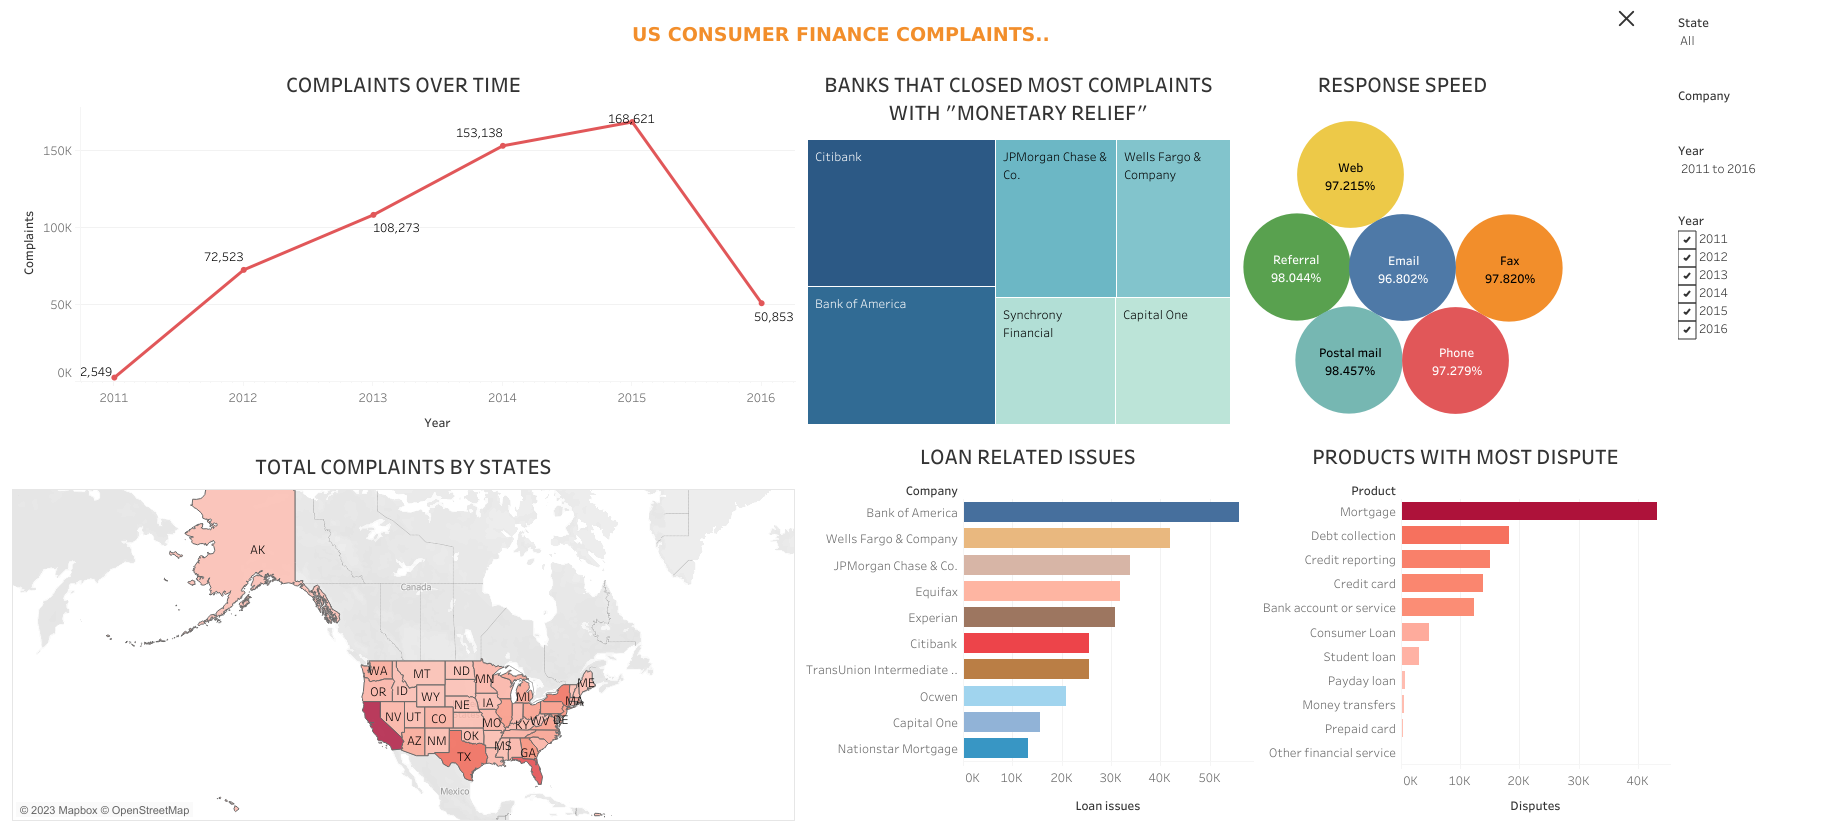 US CONSUMER FINANCE COMPLAINTS..
State
All
Company
Year
2011 to 2016
Year
2011
2012
2013
2014
2015
2016
COMPLAINTS OVER TIME
Complaints
150K
100K
50K
0K
2,549
72,523
108,273
153,138
168,621
50,853
2011
2012
2013
2014
2015
2016
Year
BANKS THAT CLOSED MOST COMPLAINTS
WITH "MONETARY RELIEF"
Citibank
JPMorgan Chase &
Co.
Wells Fargo &
Company
Bank of America
Synchrony
Financial
Capital One
RESPONSE SPEED
Web
97.215%
Referral
98.044%
Email
96.802%
Fax
97.820%
Postal mail
98.457%
Phone
97.279%
TOTAL COMPLAINTS BY STATES
AK
Canada
WA
MT
ND
MN
ME
OR
ID
WY
MI
MA
NE
IA
NV
UT
CO
MO
KY
WV
DE
AZ
NM
OK
MS
GA
TX
Mexico
© 2023 Mapbox © OpenStreetMap
LOAN RELATED ISSUES
Company
Bank of America
Wells Fargo & Company
JPMorgan Chase & Co.
Equifax
Experian
Citibank
TransUnion Intermediate ..
Ocwen
Capital One
Nationstar Mortgage
0K
10K
20K
30K
40K
50K
Loan issues
PRODUCTS WITH MOST DISPUTE
Product
Mortgage
Debt collection
Credit reporting
Credit card
Bank account or service
Consumer Loan
Student loan
Payday loan
Money transfers
Prepaid card
Other financial service
0K
10K
20K
30K
40K
Disputes